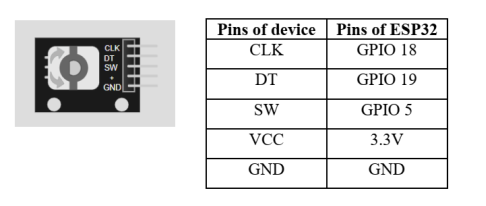 CLK
DT
SW
GND
Pins of device Pins of ESP32
CLK GPIO 18
DT GPIO 19
SW GPIO 5
VCC 3.3V
GND GND